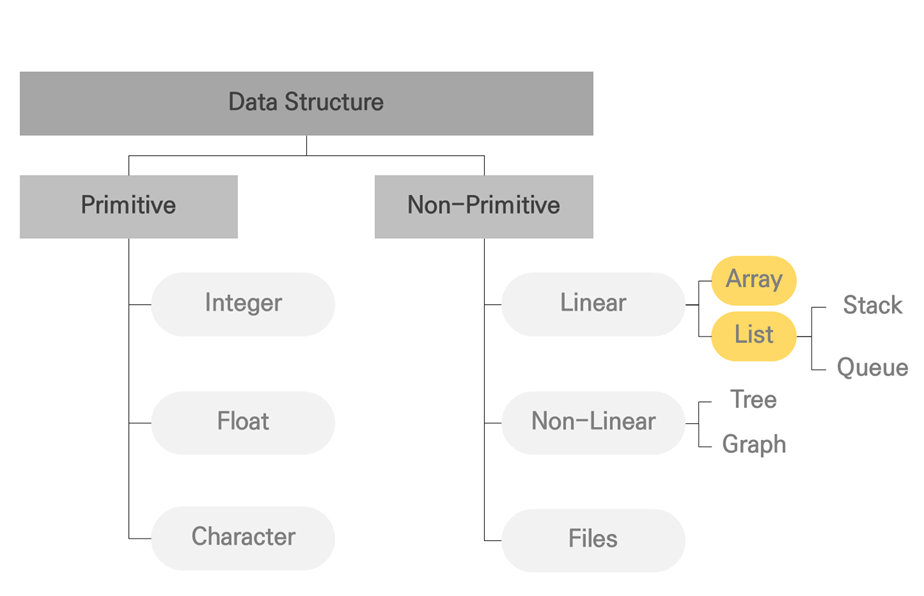 Data Structure
Primitive
Non-Primitive
Integer
Linear
Array
List
Stack
Queue
Float
Non-Linear
Tree
Graph
Character
Files